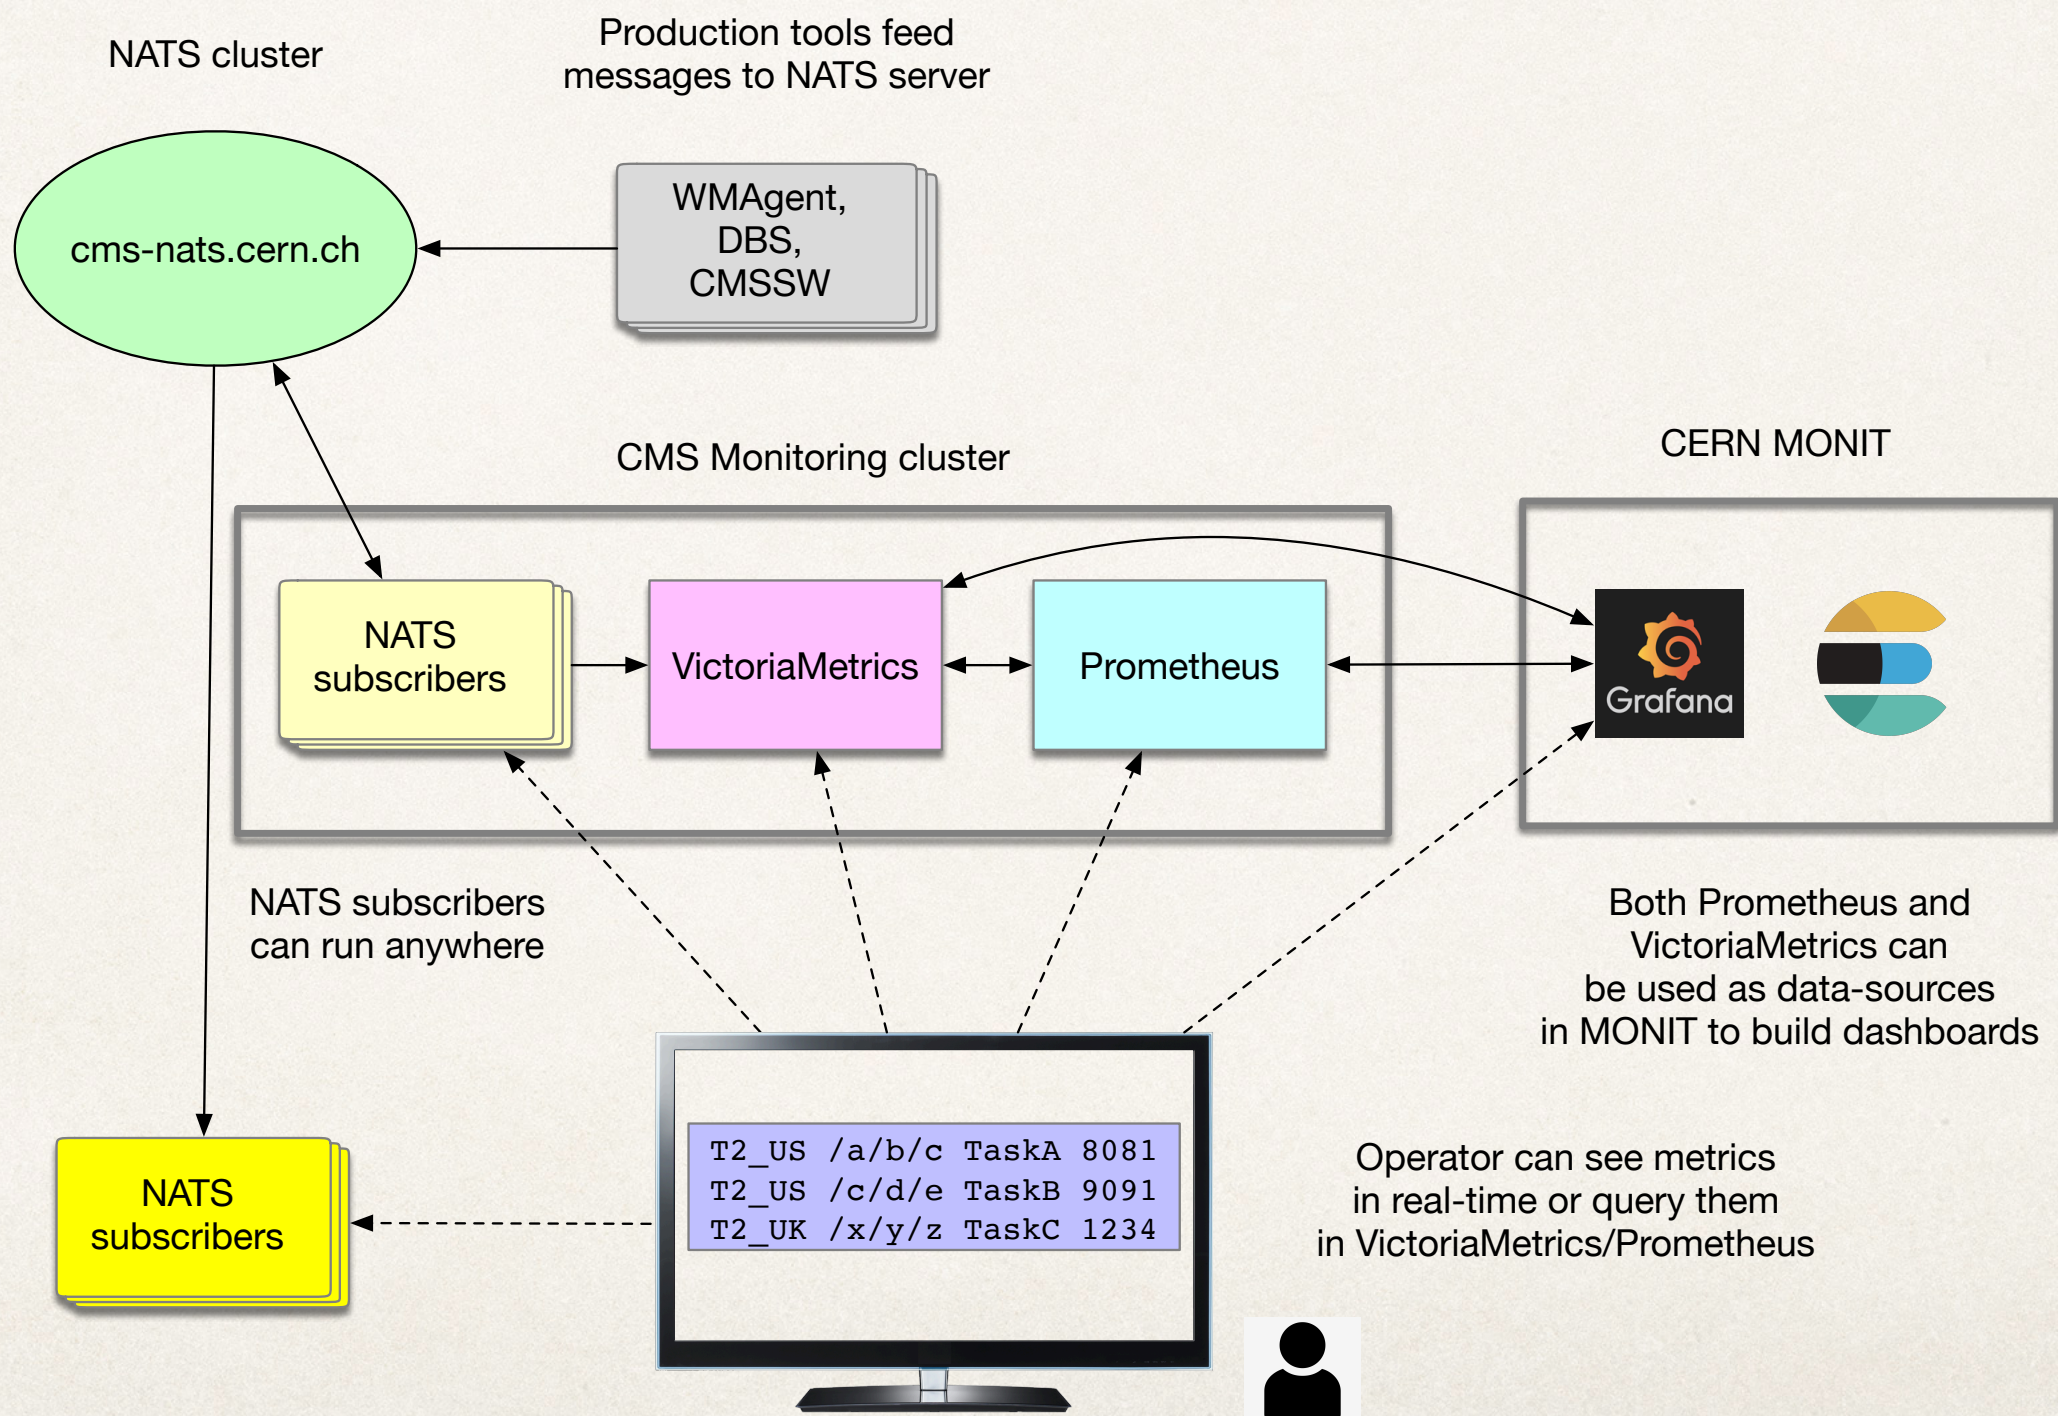 NATS cluster
Production tools feed
messages to NATS server
cms-nats.cern.ch
WMAgent,
DBS,
CMSSW
CMS Monitoring cluster
CERN MONIT
NATS
subscribers
VictoriaMetrics
Prometheus
Grafana
NATS subscribers
can run anywhere
Both Prometheus and
VictoriaMetrics can
be used as data-sources
in MONIT to build dashboards
T2_US /a/b/c TaskA 8081
T2_US /c/d/e TaskB 9091
T2_UK /x/y/z TaskC 1234
NATS
subscribers
Operator can see metrics
in real-time or query them
in VictoriaMetrics/Prometheus